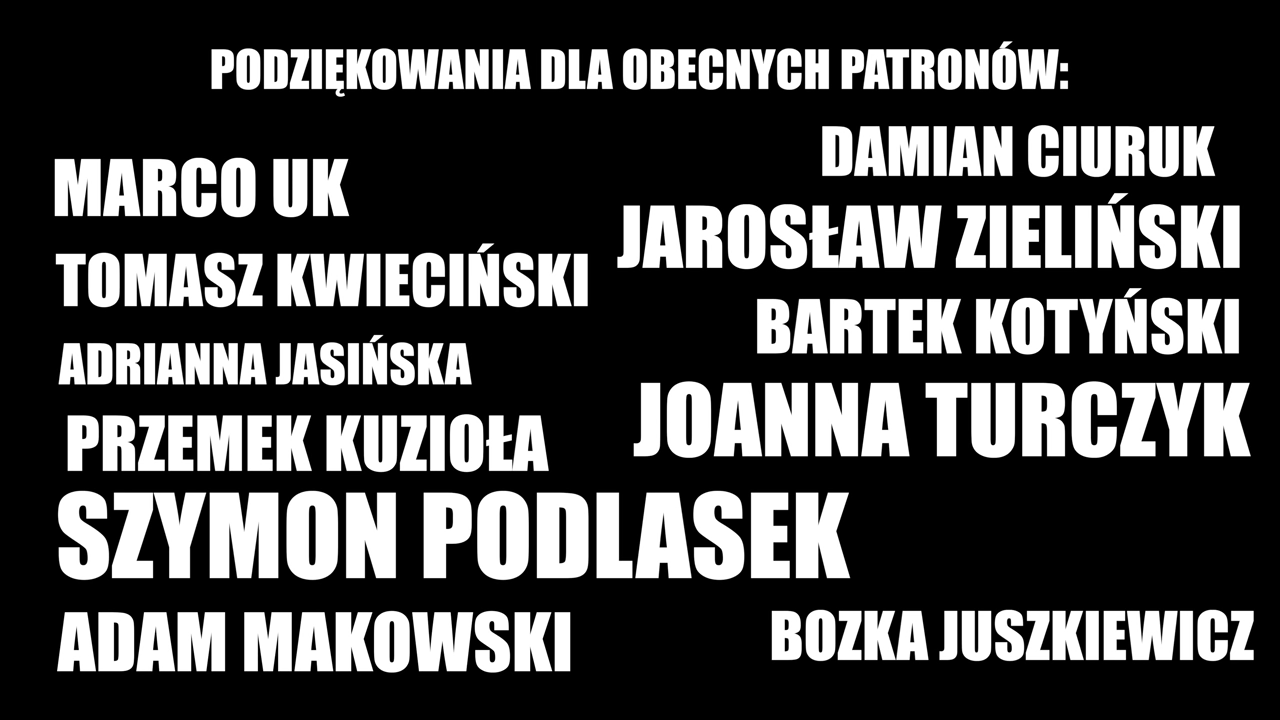 PODZIĘKOWANIA DLA OBECNYCH PATRONÓW:
MARCO UK
TOMASZ KWIECIŃSKI
ADRIANNA JASIŃSKA
PRZEMEK KUZIOŁA
SZYMON PODLASEK
ADAM MAKOWSKI
DAMIAN CIURUK
JAROSŁAW ZIELIŃSKI
BARTEK KOTYŃSKI
JOANNA TURCZYK
BOZKA JUSZKIEWICZ